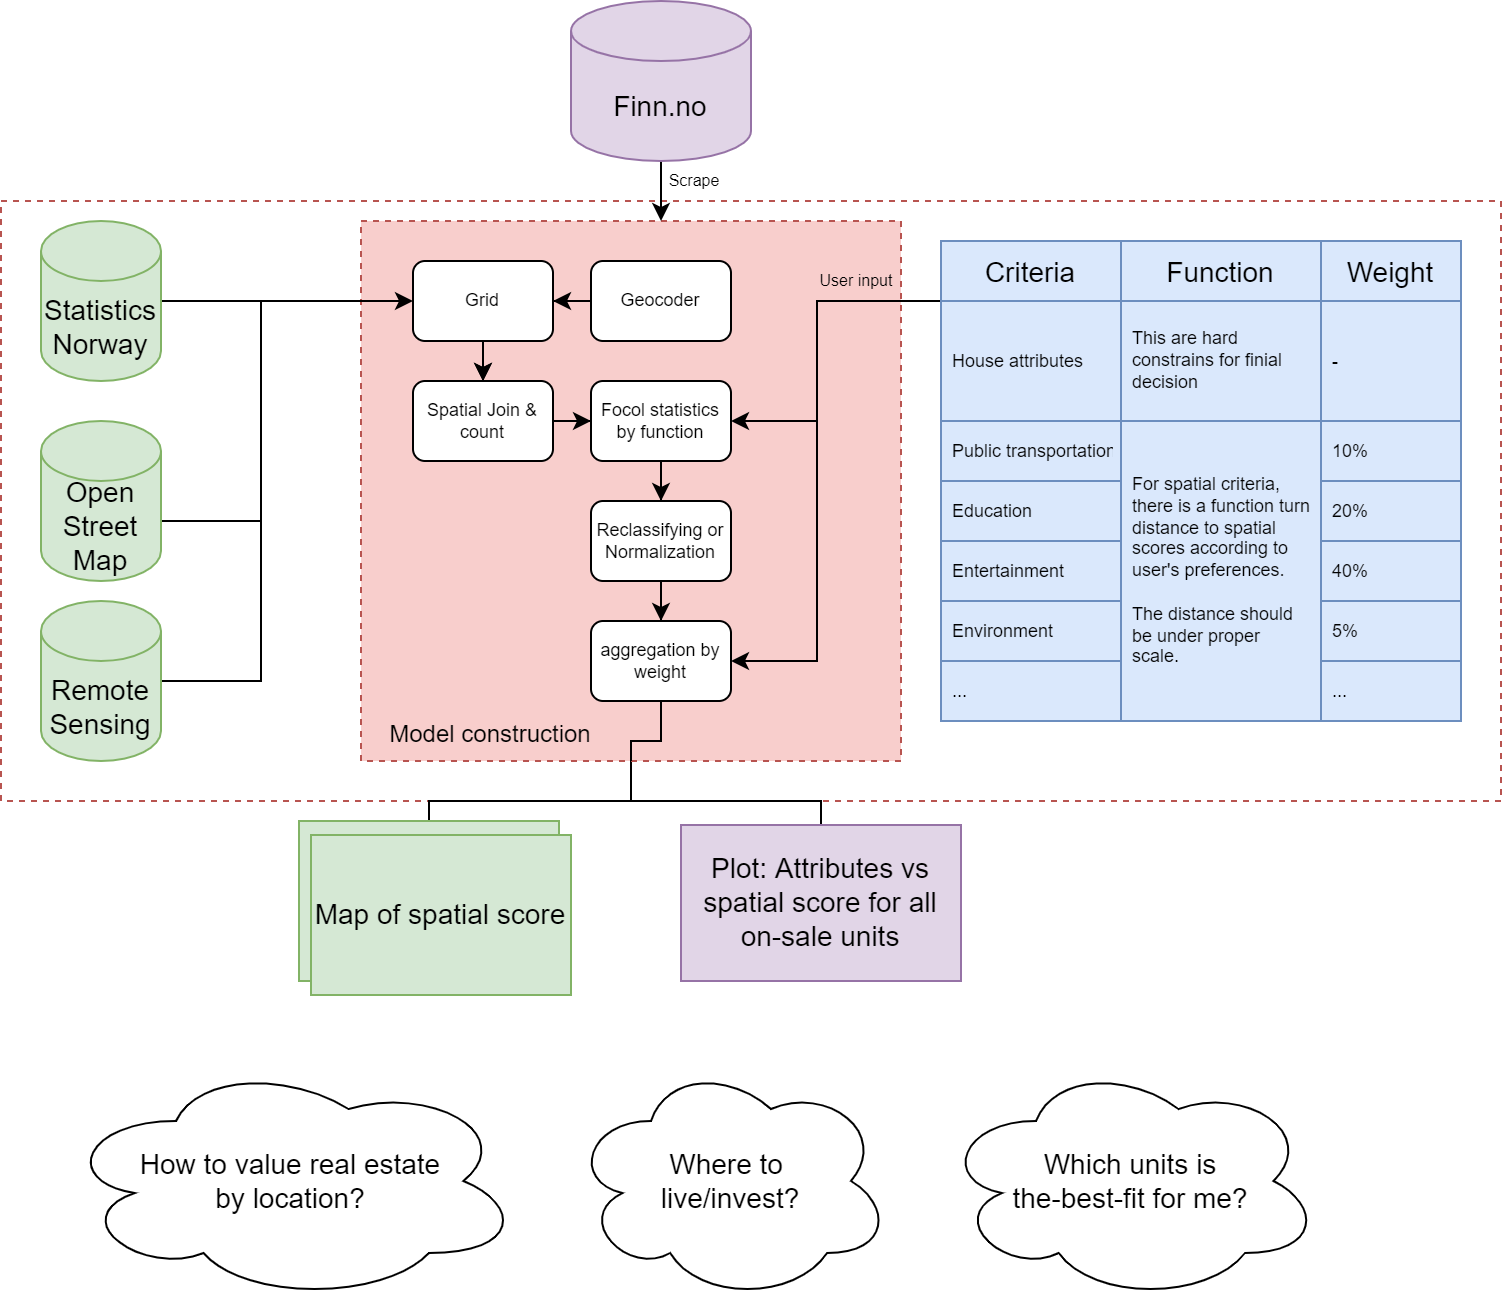 Finn.no
Scrape
Statistics
Norway
Open
Street
Map
Remote
Sensing
Grid
Geocoder
Spatial Join &
count
Focol statistics
by function
Reclassifying or
Normalization
aggregation by
weight
Model construction
User input
Criteria
Function
Weight
House attributes
This are hard
constrains for finial
decision
-
Public transportation
10%
Education
20%
Entertainment
40%
Environment
5%
...
For spatial criteria,
there is a function turn
distance to spatial
scores according to
user's preferences.
The distance should
be under proper
scale.
...
Map of spatial score
Plot: Attributes vs
spatial score for all
on-sale units
How to value real estate
by location?
Where to
live/invest?
Which units is
the-best-fit for me?